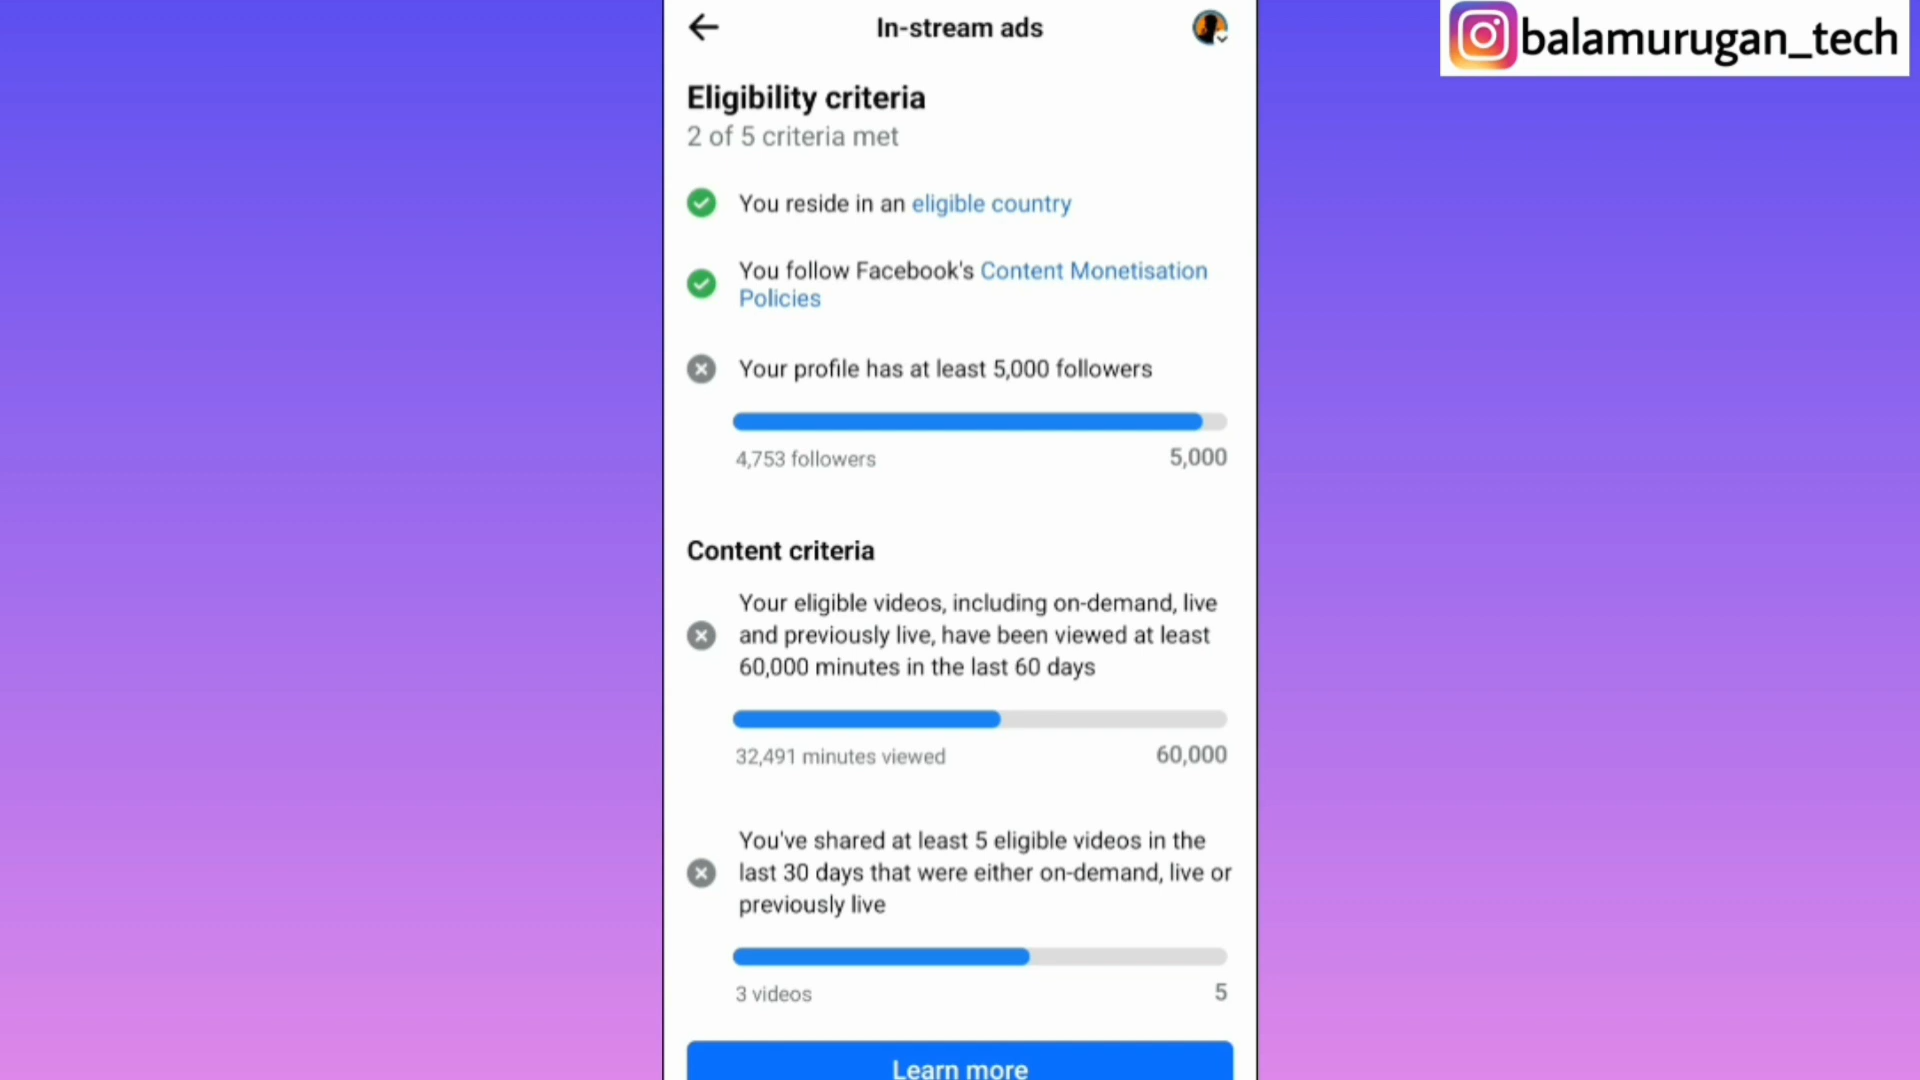 In-stream ads
balamurugan_tech
Eligibility criteria
2 of 5 criteria met
You reside in an eligible country
You follow Facebook's Content Monetisation
Policies
Your profile has at least 5,000 followers
4,753 followers
5,000
Content criteria
Your eligible videos, including on-demand, live
and previously live, have been viewed at least
60,000 minutes in the last 60 days
32,491 minutes viewed
60,000
You've shared at least 5 eligible videos in the
last 30 days that were either on-demand, live or
previously live
3 videos
5
Learn more